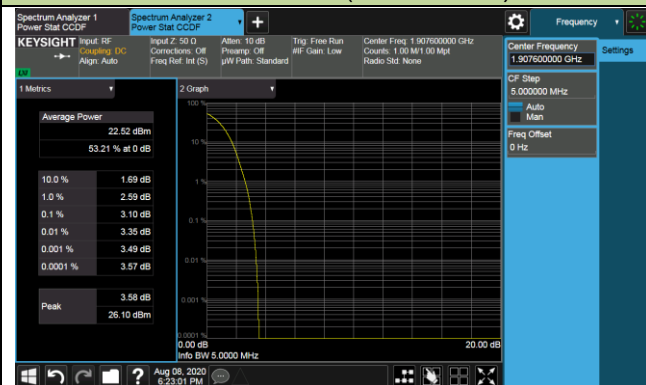 Spectrum Analyzer 1
Power Stat CCDF
Spectrum Analyzer 2
Power Stat CCDF
Frequency
KEYSIGHT
Input: RF
Coupling: DC
Align: Auto
Input Z: 50 Ω
Corrections: Off
Freq Ref: Int (S)
Atten: 10 dB
Preamp: Off
µW Path: Standard
Trig: Free Run
#IF Gain: Low
Center Freq: 1.907600000 GHz
Counts: 1.00 M/1.00 Mpt
Radio Std: None
Center Frequency
1.907600000 GHz
Settings
CF Step
5.000000 MHz
Auto
Man
Freq Offset
0 Hz
1 Metrics
2 Graph
Average Power
22.52 dBm
53.21 % at 0 dB
10.0 % 1.69 dB
1.0 % 2.59 dB
0.1 % 3.10 dB
0.01 % 3.35 dB
0.001 % 3.49 dB
0.0001 % 3.57 dB
Peak
3.58 dB
26.10 dBm
100 %
10 %
1 %
0.1 %
0.01 %
0.001 %
0.0001 %
0.00 dB
20.00 dB
Info BW 5.0000 MHz
Aug 08, 2020
6:23:01 PM